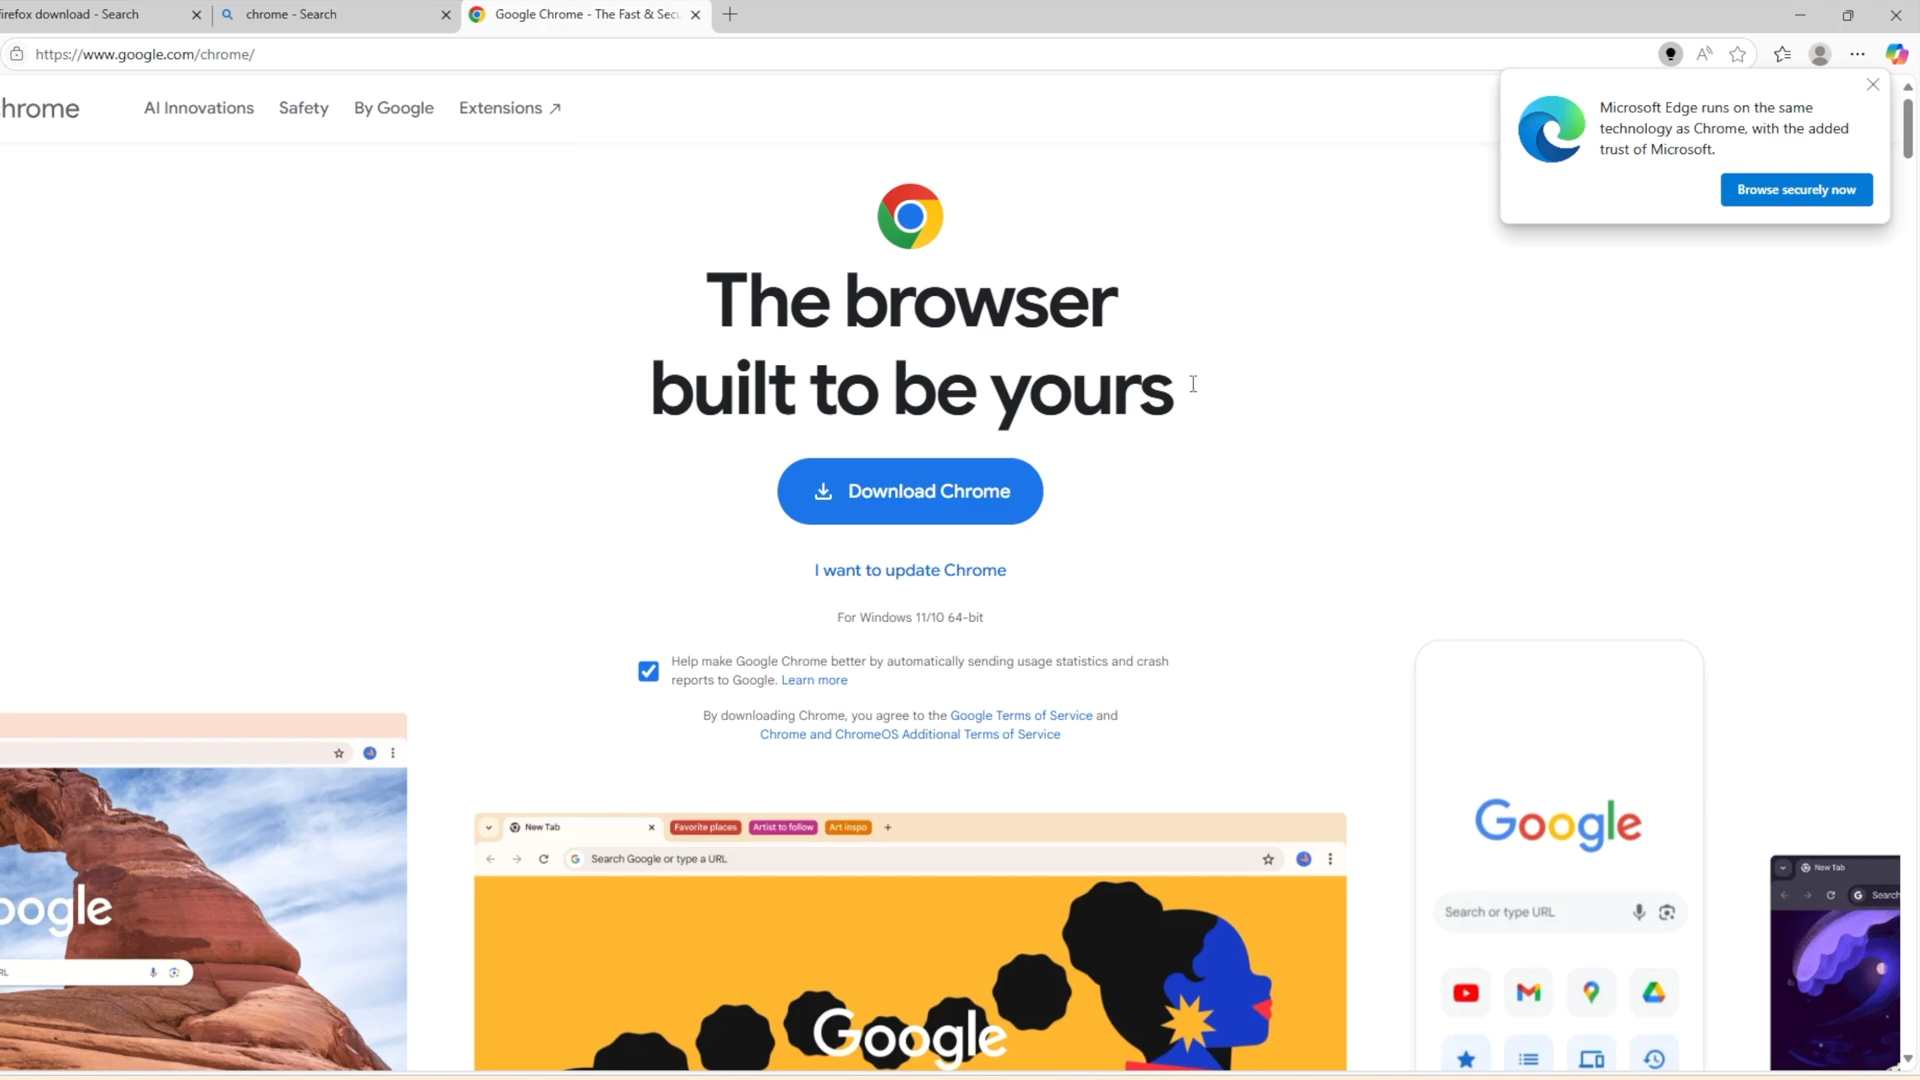 irefox download - Search
chrome - Search
Google Chrome - The Fast & Secu
https://www.google.com/chrome/
hrome
AI Innovations
Safety
By Google
Extensions ↗
Microsoft Edge runs on the same
technology as Chrome, with the added
trust of Microsoft.
Browse securely now
The browser
built to be yours
Download Chrome
I want to update Chrome
For Windows 11/10 64-bit
Help make Google Chrome better by automatically sending usage statistics and crash
reports to Google. Learn more
By downloading Chrome, you agree to the Google Terms of Service and
Chrome and ChromeOS Additional Terms of Service
New Tab
Favorite places
Artist to follow
Art inspo
Search Google or type a URL
Google
oogle
RL
Google
Search or type URL
New Tab
Search